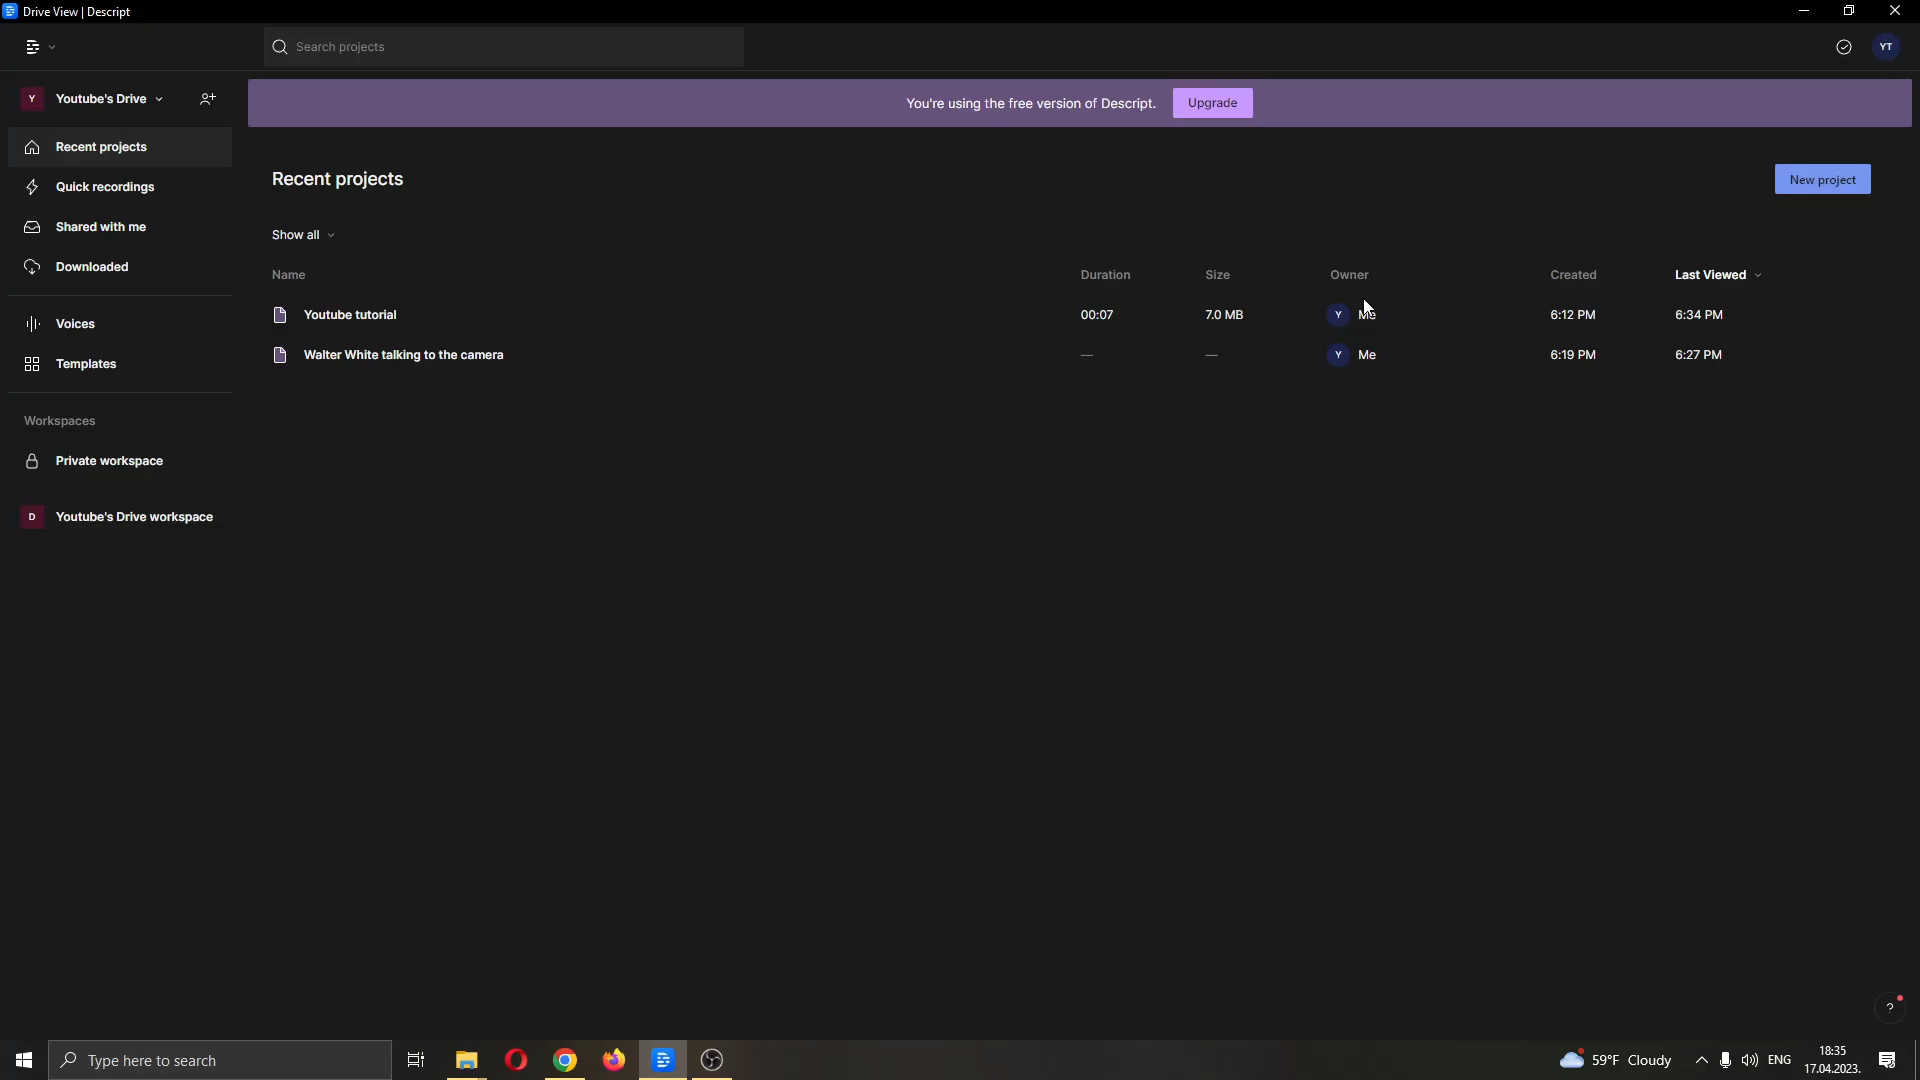 Drive View | Descript
Search projects
YT
Y Youtube's Drive
You're using the free version of Descript. Upgrade
Recent projects
Quick recordings
Shared with me
Downloaded
Voices
Templates
Workspaces
Private workspace
D Youtube's Drive workspace
Recent projects
New project
Show all
Name Duration Size Owner Created Last Viewed
Youtube tutorial 00:07 7.0 MB Y Me 6:12 PM 6:34 PM
Walter White talking to the camera — — Y Me 6:19 PM 6:27 PM
?
Type here to search
59°F Cloudy
ENG
18:35
17.04.2023.